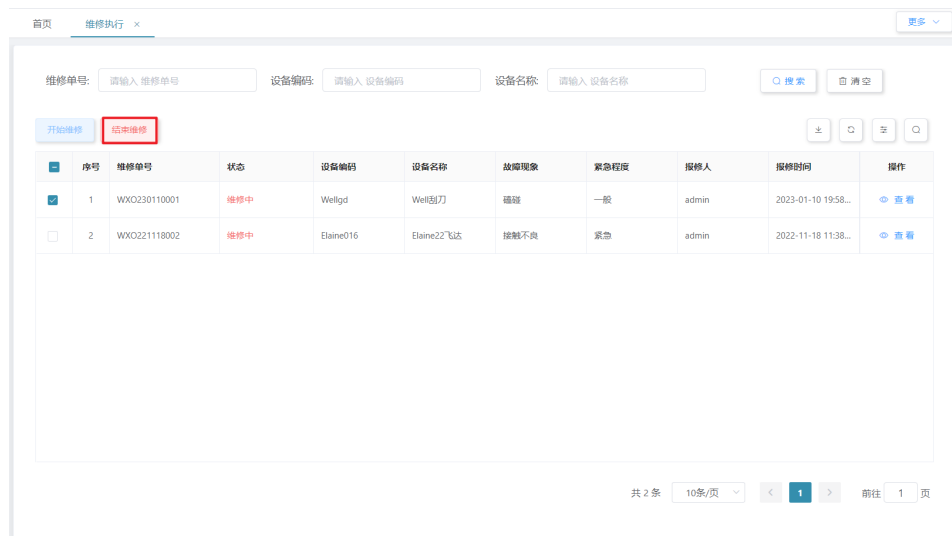 首页 维修执行 × 更多
维修单号: 请输入 维修单号 设备编码: 请输入 设备编码 设备名称: 请输入 设备名称 搜索 清空
开始维修 结束维修
序号 维修单号 状态 设备编码 设备名称 故障现象 紧急程度 报修人 报修时间 操作
1 WXO230110001 维修中 Wellgd Well刮刀 磕碰 一般 admin 2023-01-10 19:58... 查看
2 WXO221118002 维修中 Elaine016 Elaine22飞达 接触不良 紧急 admin 2022-11-18 11:38... 查看
共 2 条 10条/页 < 1 > 前往 1 页